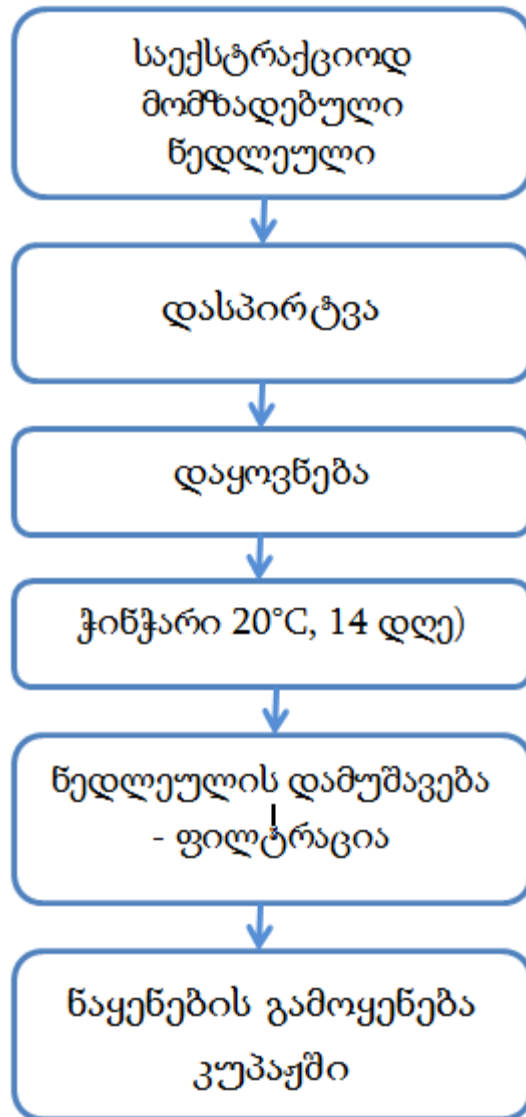 საექსტრაქციოდ
მომზადებული
ნედლეული
დასპირტვა
დაყოვნება
ჭინჭარი 20°C, 14 დღე)
ნედლეულის დამუშავება
- ფილტრაცია
ნაყენების გამოყენება
კუპაჟში